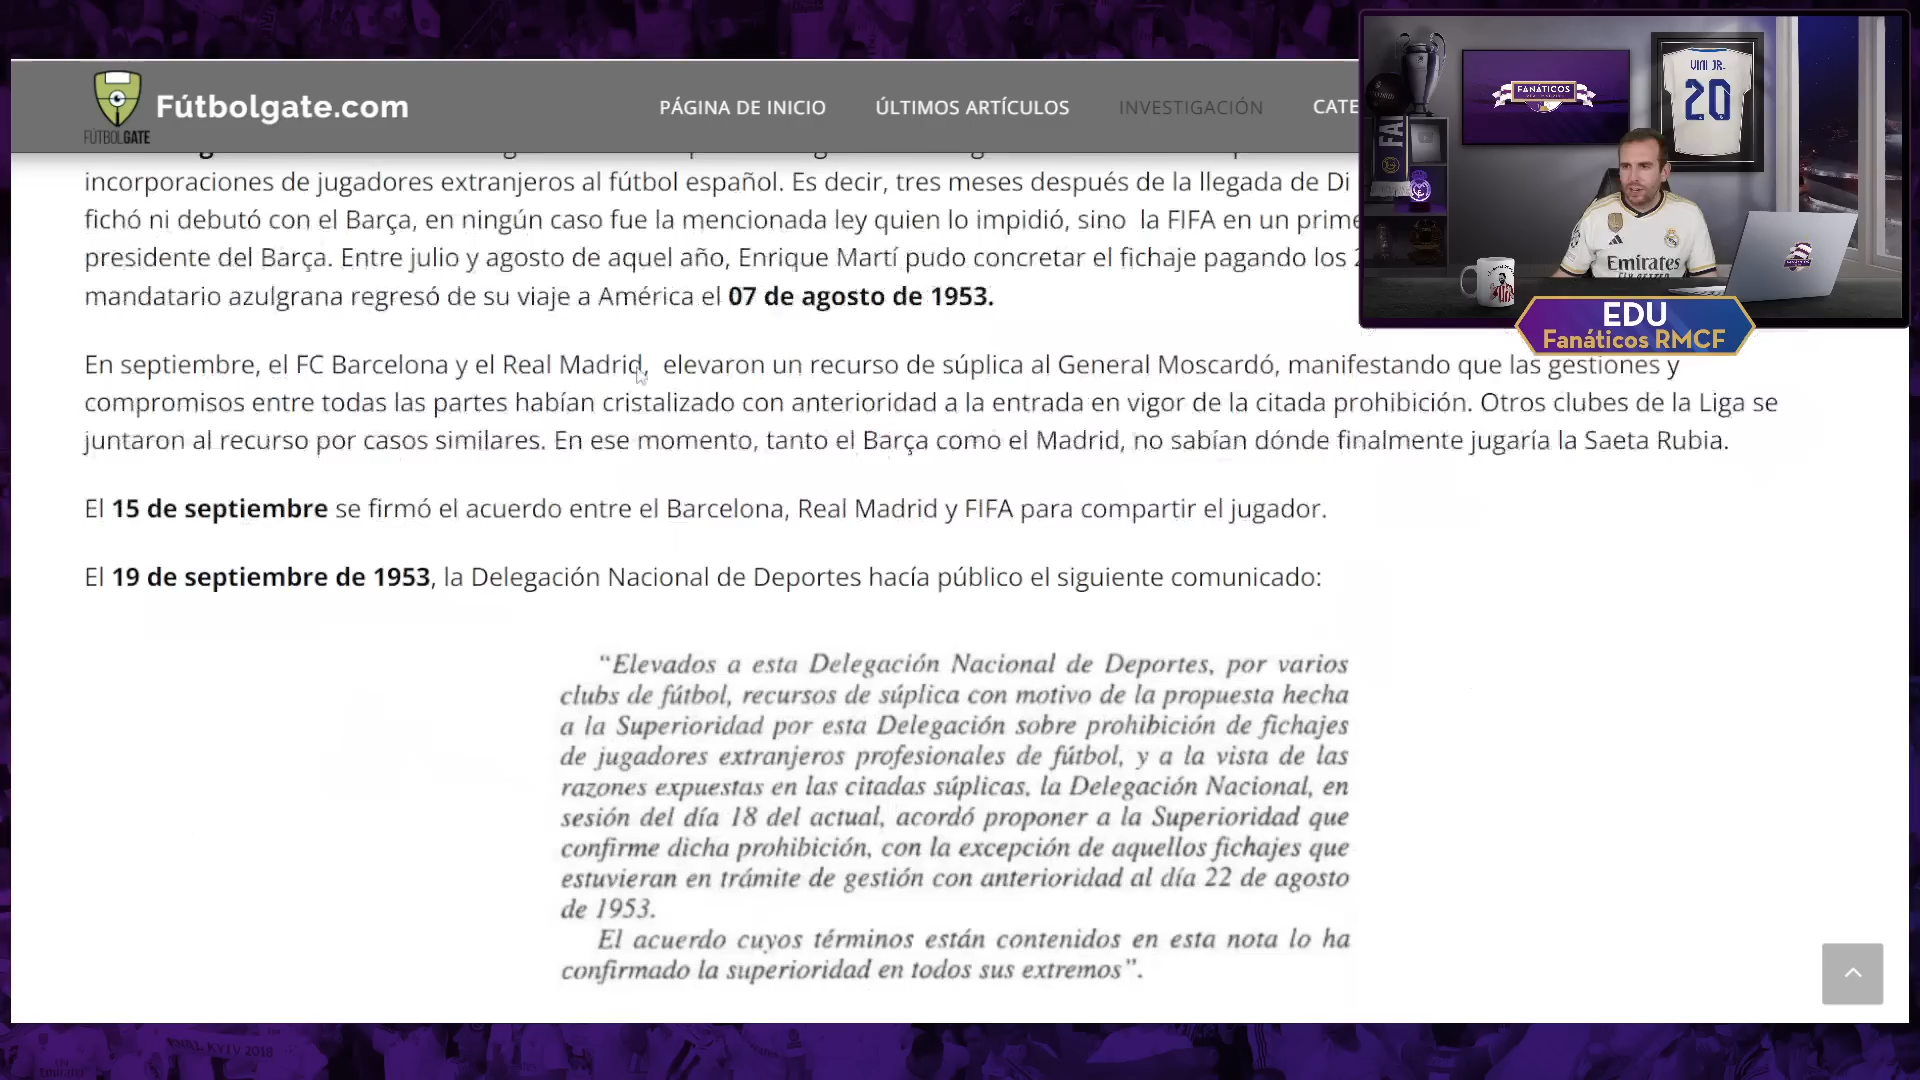 Fútbolgate.com
FÚTBOLGATE
PÁGINA DE INICIO
ÚLTIMOS ARTÍCULOS
INVESTIGACIÓN
CATE
incorporaciones de jugadores extranjeros al fútbol español. Es decir, tres meses después de la llegada de Di
fichó ni debutó con el Barça, en ningún caso fue la mencionada ley quien lo impidió, sino la FIFA en un prime
presidente del Barça. Entre julio y agosto de aquel año, Enrique Martí pudo concretar el fichaje pagando los 2
mandatario azulgrana regresó de su viaje a América el 07 de agosto de 1953.
En septiembre, el FC Barcelona y el Real Madrid, elevaron un recurso de súplica al General Moscardó, manifestando que las gestiones y
compromisos entre todas las partes habían cristalizado con anterioridad a la entrada en vigor de la citada prohibición. Otros clubes de la Liga se
juntaron al recurso por casos similares. En ese momento, tanto el Barça como el Madrid, no sabían dónde finalmente jugaría la Saeta Rubia.
El 15 de septiembre se firmó el acuerdo entre el Barcelona, Real Madrid y FIFA para compartir el jugador.
El 19 de septiembre de 1953, la Delegación Nacional de Deportes hacía público el siguiente comunicado:
“Elevados a esta Delegación Nacional de Deportes, por varios
clubs de fútbol, recursos de súplica con motivo de la propuesta hecha
a la Superioridad por esta Delegación sobre prohibición de fichajes
de jugadores extranjeros profesionales de fútbol, y a la vista de las
razones expuestas en las citadas súplicas, la Delegación Nacional, en
sesión del día 18 del actual, acordó proponer a la Superioridad que
confirme dicha prohibición, con la excepción de aquellos fichajes que
estuvieran en trámite de gestión con anterioridad al día 22 de agosto
de 1953.
El acuerdo cuyos términos están contenidos en esta nota lo ha
confirmado la superioridad en todos sus extremos”.
FANÁTICOS
VINI JR.
20
Emirates
FLY BETTER
EDU
Fanáticos RMCF
KYIV 2018